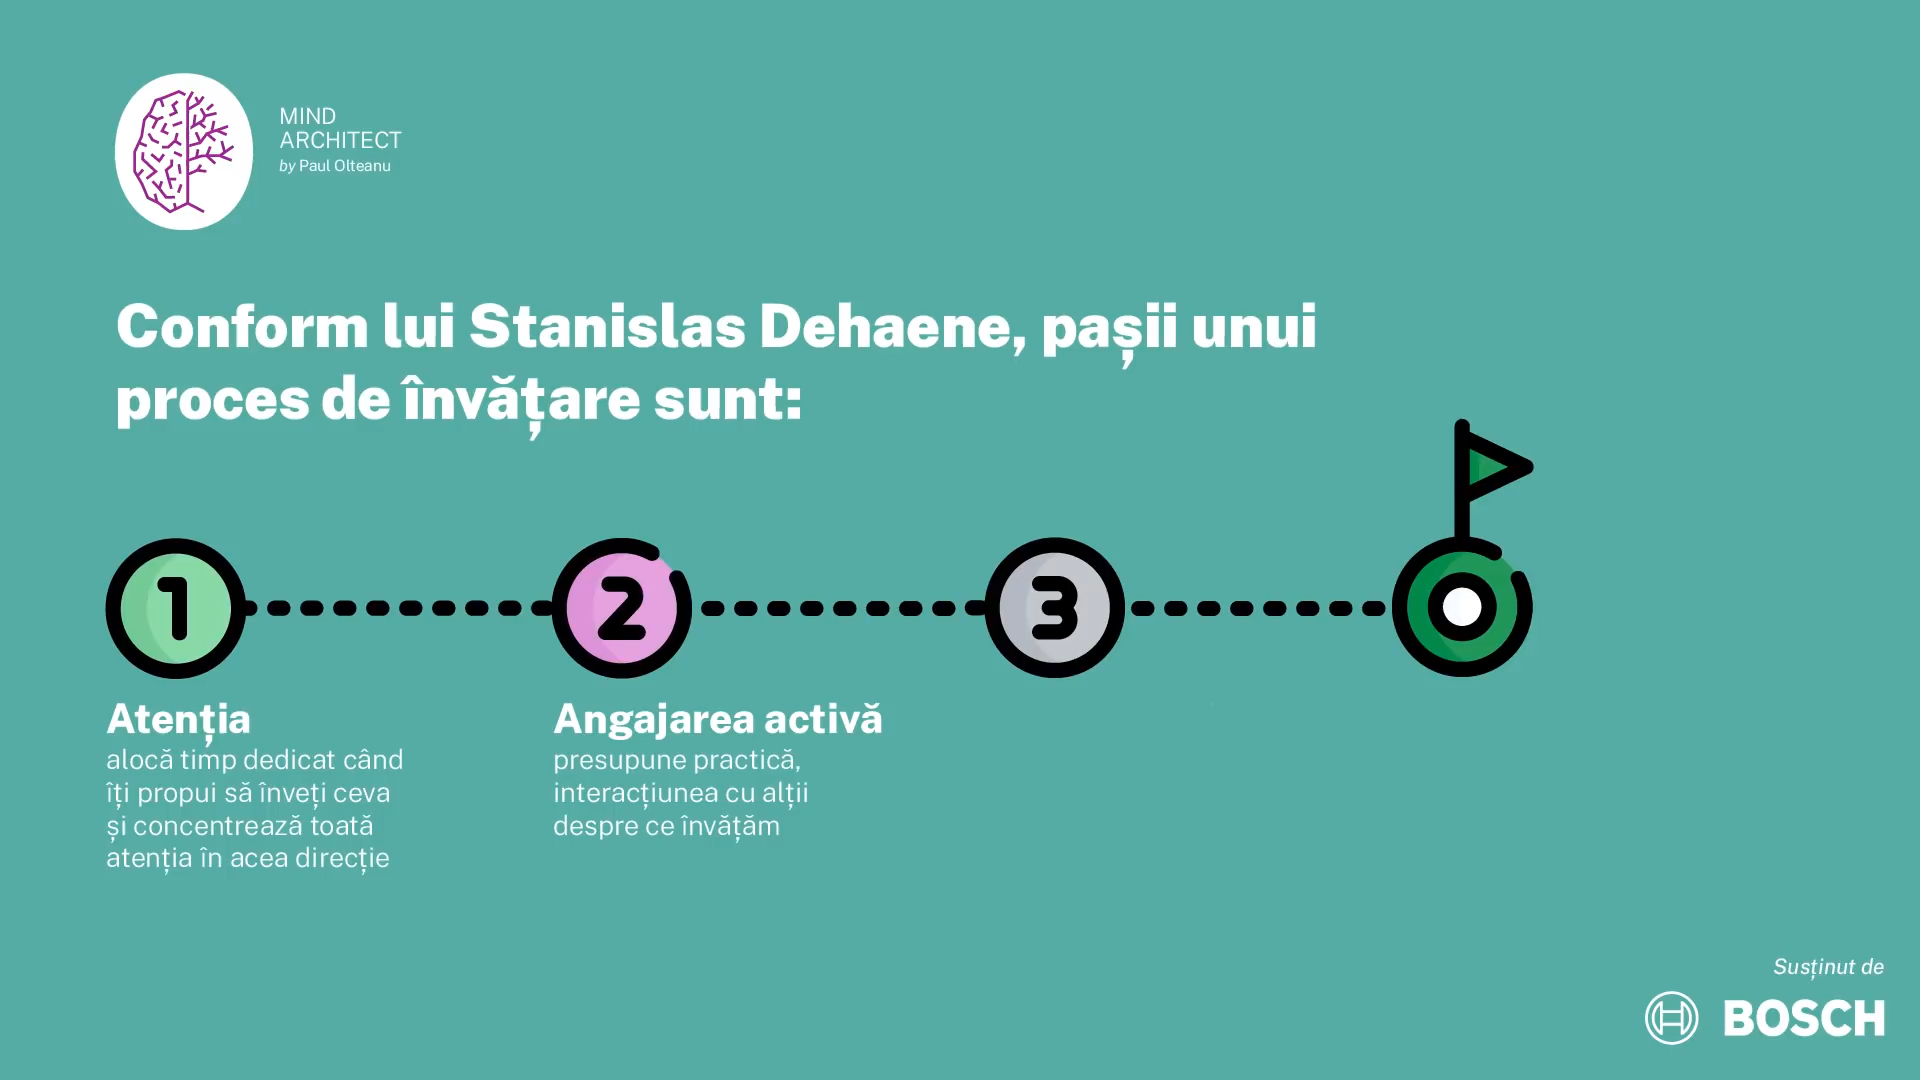 MIND
ARCHITECT
by Paul Olteanu
Conform lui Stanislas Dehaene, pașii unui
proces de învățare sunt:
1
2
3
Atenția
alocă timp dedicat când
îți propui să înveți ceva
și concentrează toată
atenția în acea direcție
Angajarea activă
presupune practică,
interacțiunea cu alții
despre ce învățăm
Susținut de
BOSCH